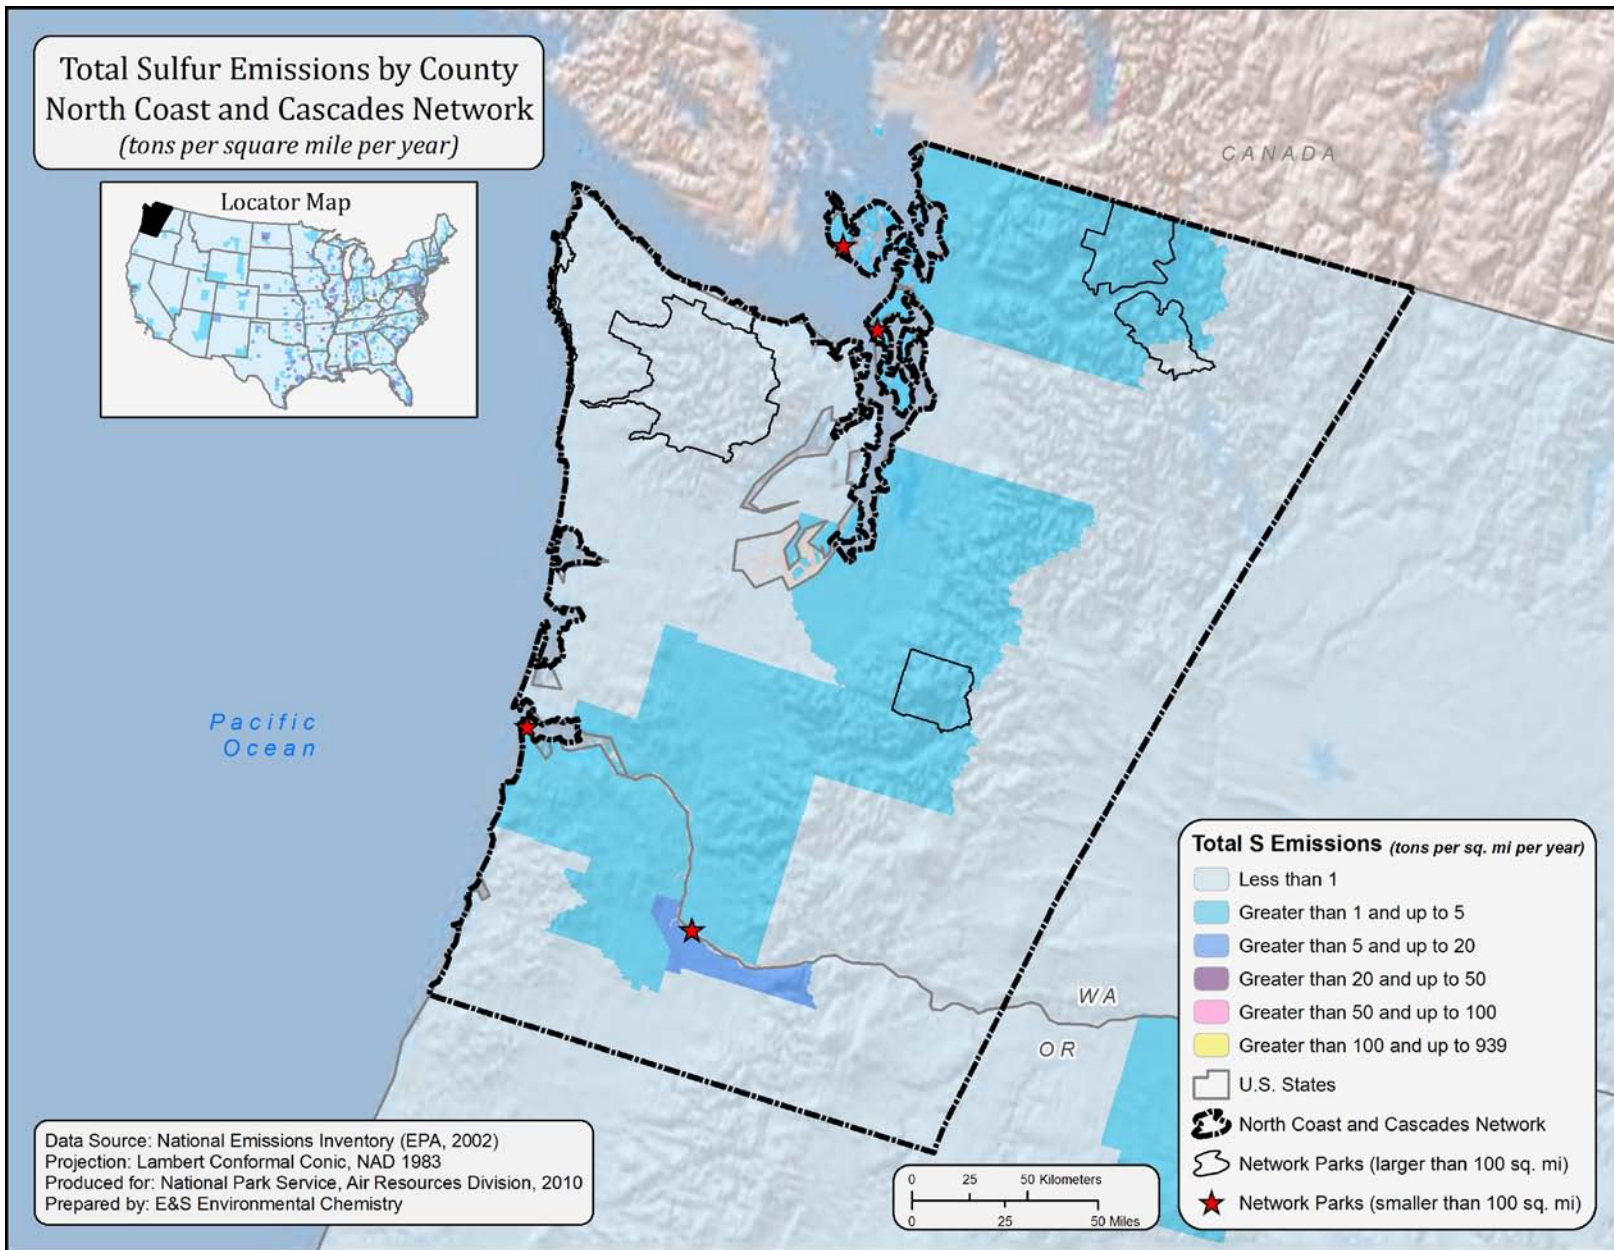 Total Sulfur Emissions by County
North Coast and Cascades Network
(tons per square mile per year)
Locator Map
CANADA
Pacific
Ocean
WA
OR
Total S Emissions (tons per sq. mi per year)
Less than 1
Greater than 1 and up to 5
Greater than 5 and up to 20
Greater than 20 and up to 50
Greater than 50 and up to 100
Greater than 100 and up to 939
U.S. States
North Coast and Cascades Network
Network Parks (larger than 100 sq. mi)
Network Parks (smaller than 100 sq. mi)
Data Source: National Emissions Inventory (EPA, 2002)
Projection: Lambert Conformal Conic, NAD 1983
Produced for: National Park Service, Air Resources Division, 2010
Prepared by: E&S Environmental Chemistry
0 25 50 Kilometers
0 25 50 Miles